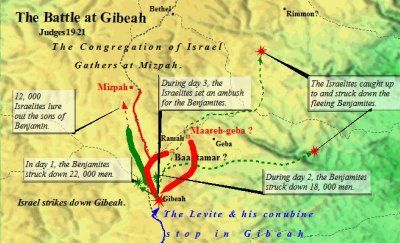 The Battle at Gibeah
Judges 19-21
Bethel
Rimmon?
The Congregation of Israel
Gathers at Mizpah.
Mizpah
12, 000
Israelites lure
out the sons of
Benjamin.
During day 3, the
Israelites set an ambush
for the Benjamites.
The Israelites caught up
to and struck down the
fleeing Benjamites.
Ramah
Maareh-geba ?
Geba
Baal tamar ?
In day 1, the Benjamites
struck down 22, 000 men.
During day 2, the Benjamites
struck down 18, 000 men.
Israel strikes down Gibeah.
Gibeah
The Levite & his conubine
stop in Gibeah